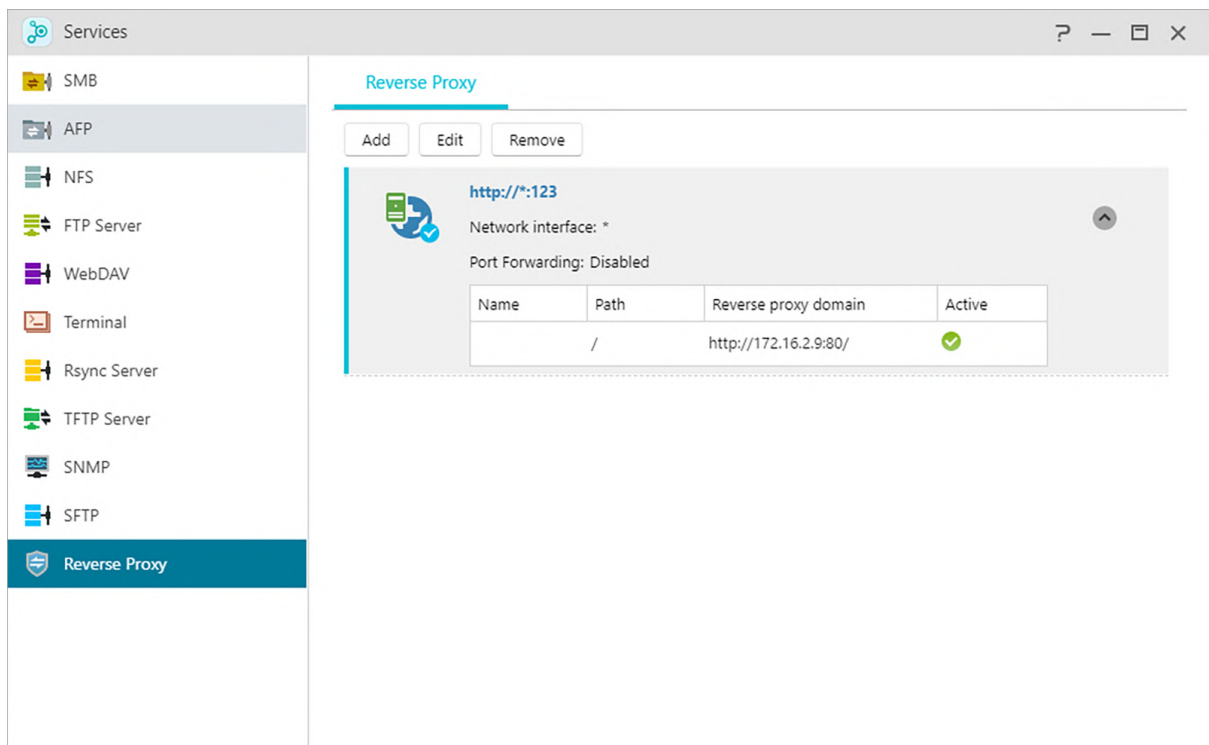 Services
SMB
AFP
NFS
FTP Server
WebDAV
Terminal
Rsync Server
TFTP Server
SNMP
SFTP
Reverse Proxy
Reverse Proxy
Add Edit Remove
http://*:123
Network interface: *
Port Forwarding: Disabled
Name Path Reverse proxy domain Active
/ http://172.16.2.9:80/